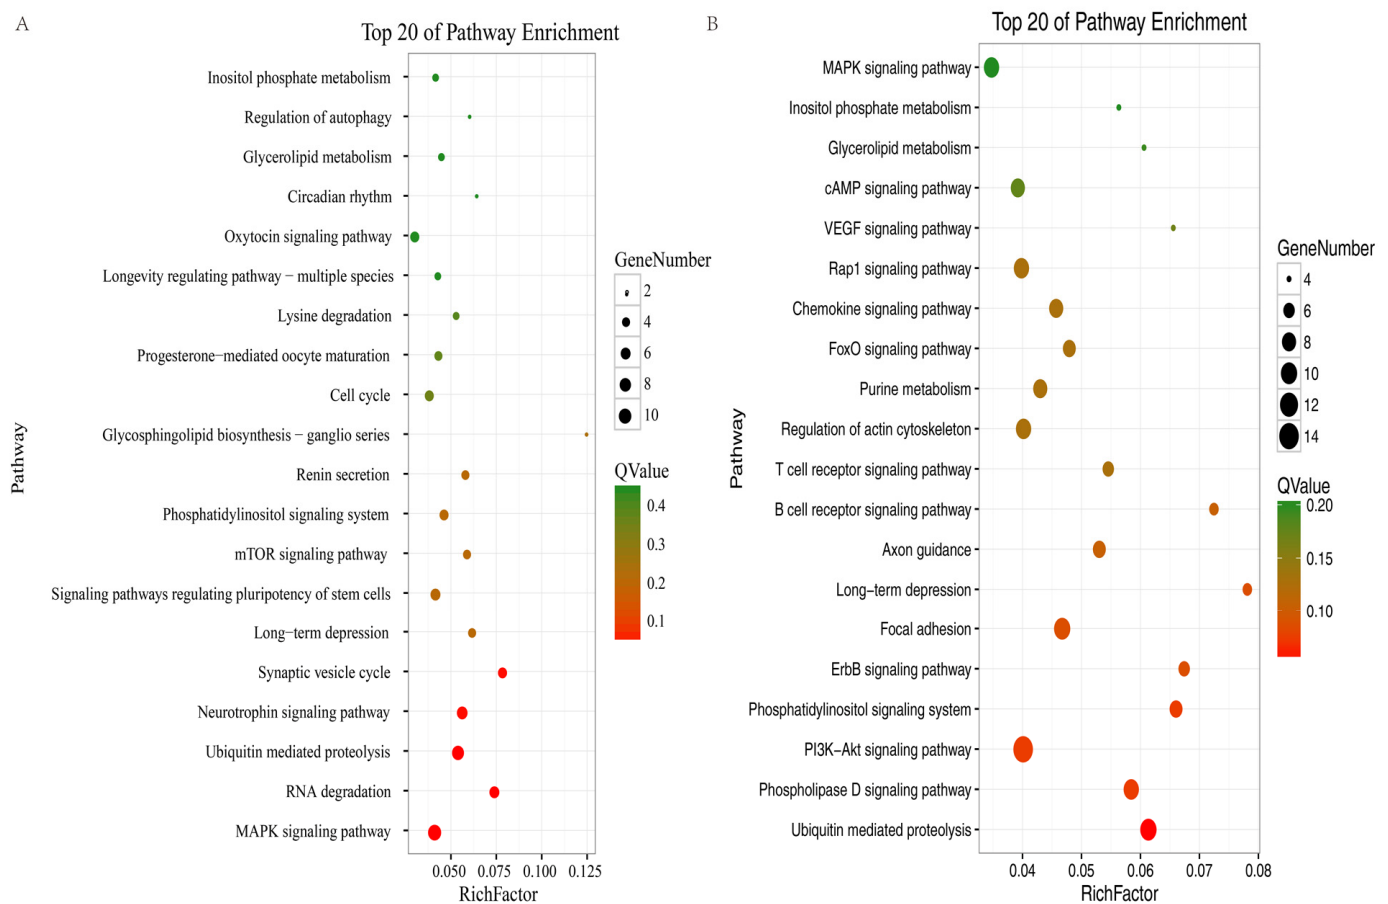 A
Top 20 of Pathway Enrichment
Pathway
Inositol phosphate metabolism
Regulation of autophagy
Glycerolipid metabolism
Circadian rhythm
Oxytocin signaling pathway
Longevity regulating pathway − multiple species
Lysine degradation
Progesterone−mediated oocyte maturation
Cell cycle
Glycosphingolipid biosynthesis − ganglio series
Renin secretion
Phosphatidylinositol signaling system
mTOR signaling pathway
Signaling pathways regulating pluripotency of stem cells
Long−term depression
Synaptic vesicle cycle
Neurotrophin signaling pathway
Ubiquitin mediated proteolysis
RNA degradation
MAPK signaling pathway
0.050 0.075 0.100 0.125
RichFactor
GeneNumber
2
4
6
8
10
QValue
0.4
0.3
0.2
0.1
B
Top 20 of Pathway Enrichment
Pathway
MAPK signaling pathway
Inositol phosphate metabolism
Glycerolipid metabolism
cAMP signaling pathway
VEGF signaling pathway
Rap1 signaling pathway
Chemokine signaling pathway
FoxO signaling pathway
Purine metabolism
Regulation of actin cytoskeleton
T cell receptor signaling pathway
B cell receptor signaling pathway
Axon guidance
Long−term depression
Focal adhesion
ErbB signaling pathway
Phosphatidylinositol signaling system
PI3K−Akt signaling pathway
Phospholipase D signaling pathway
Ubiquitin mediated proteolysis
0.04 0.05 0.06 0.07 0.08
RichFactor
GeneNumber
4
6
8
10
12
14
QValue
0.20
0.15
0.10